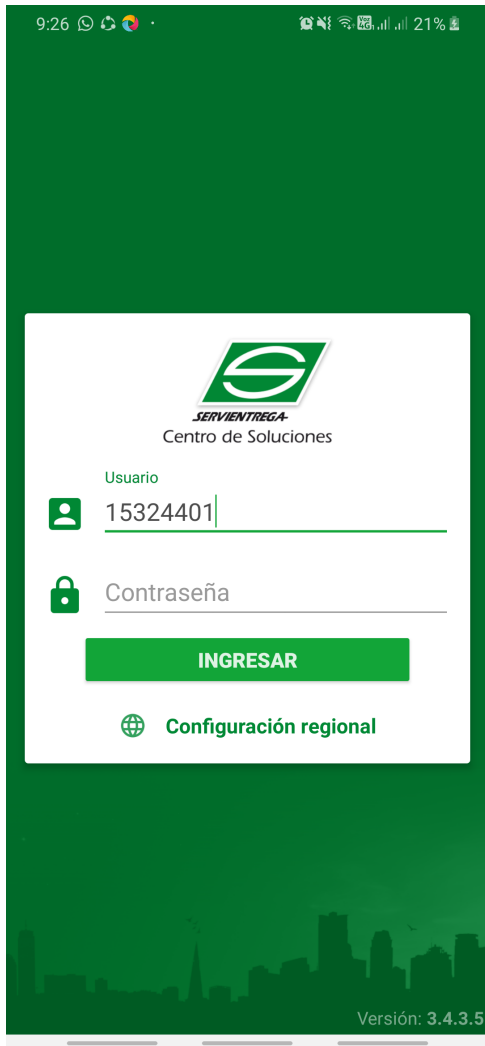 9:26 21%
SERVIENTREGA
Centro de Soluciones
Usuario
15324401
Contraseña
INGRESAR
Configuración regional
Versión: 3.4.3.5